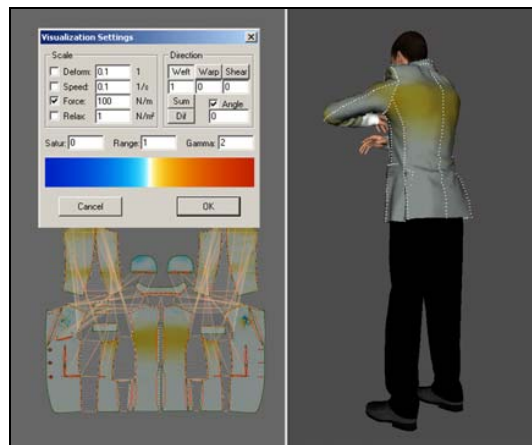 Visualization Settings
Scale
Direction
Deform: 0.1 1
Weft Warp Shear
Speed: 0.1 1/s
1 0 0
Force: 100 N/m
Sum Angle
Relax: 1 N/m²
Dif 0
Satur: 0 Range: 1 Gamma: 2
Cancel OK